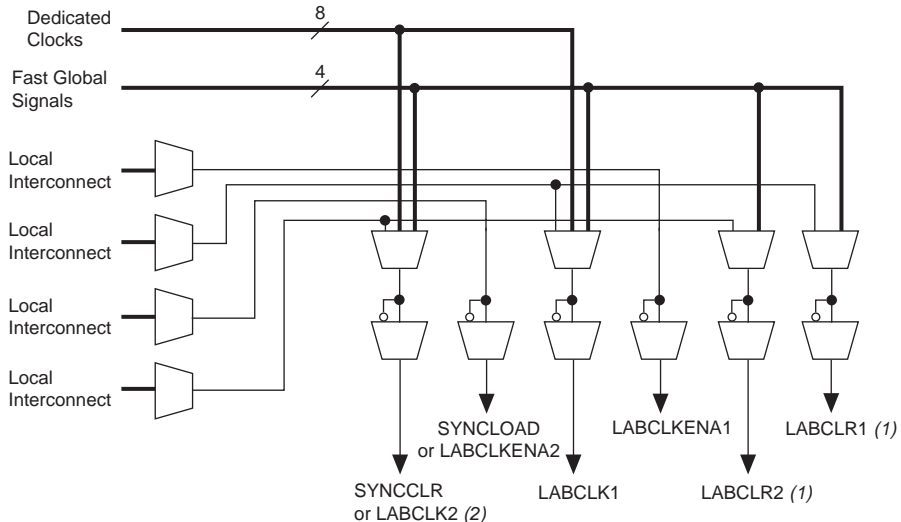 Dedicated
Clocks
8
Fast Global
Signals
4
Local
Interconnect
Local
Interconnect
Local
Interconnect
Local
Interconnect
SYNCLOAD
or LABCLKENA2
LABCLKENA1
LABCLR1 (1)
SYNCCLR
or LABCLK2 (2)
LABCLK1
LABCLR2 (1)